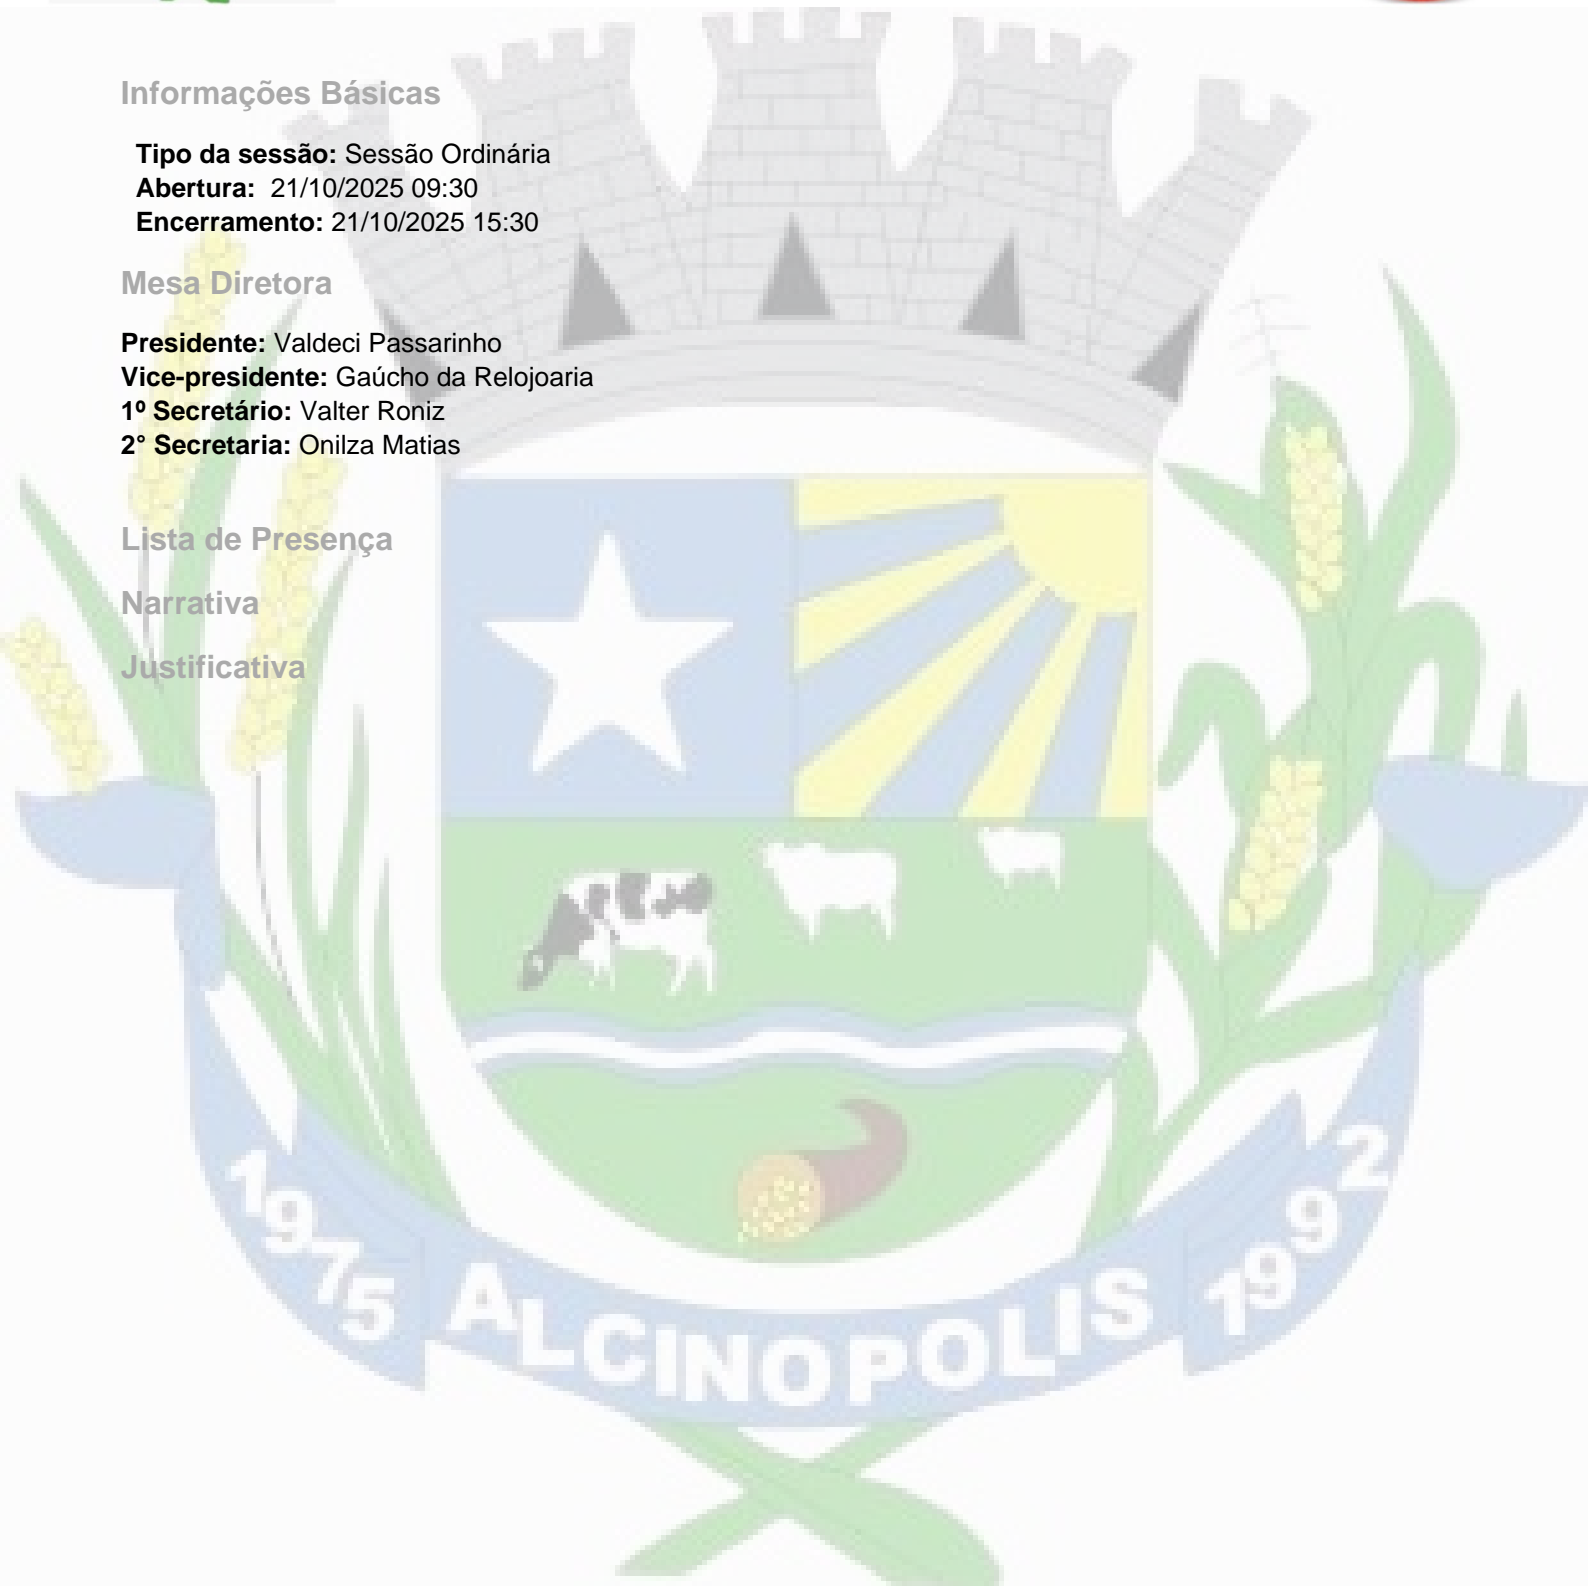 Informações Básicas
Tipo da sessão: Sessão Ordinária
Abertura: 21/10/2025 09:30
Encerramento: 21/10/2025 15:30
Mesa Diretora
Presidente: Valdeci Passarinho
Vice-presidente: Gaúcho da Relojoaria
1º Secretário: Valter Roniz
2° Secretaria: Onilza Matias
Lista de Presença
Narrativa
Justificativa
1975 ALCINOPOLIS 1992